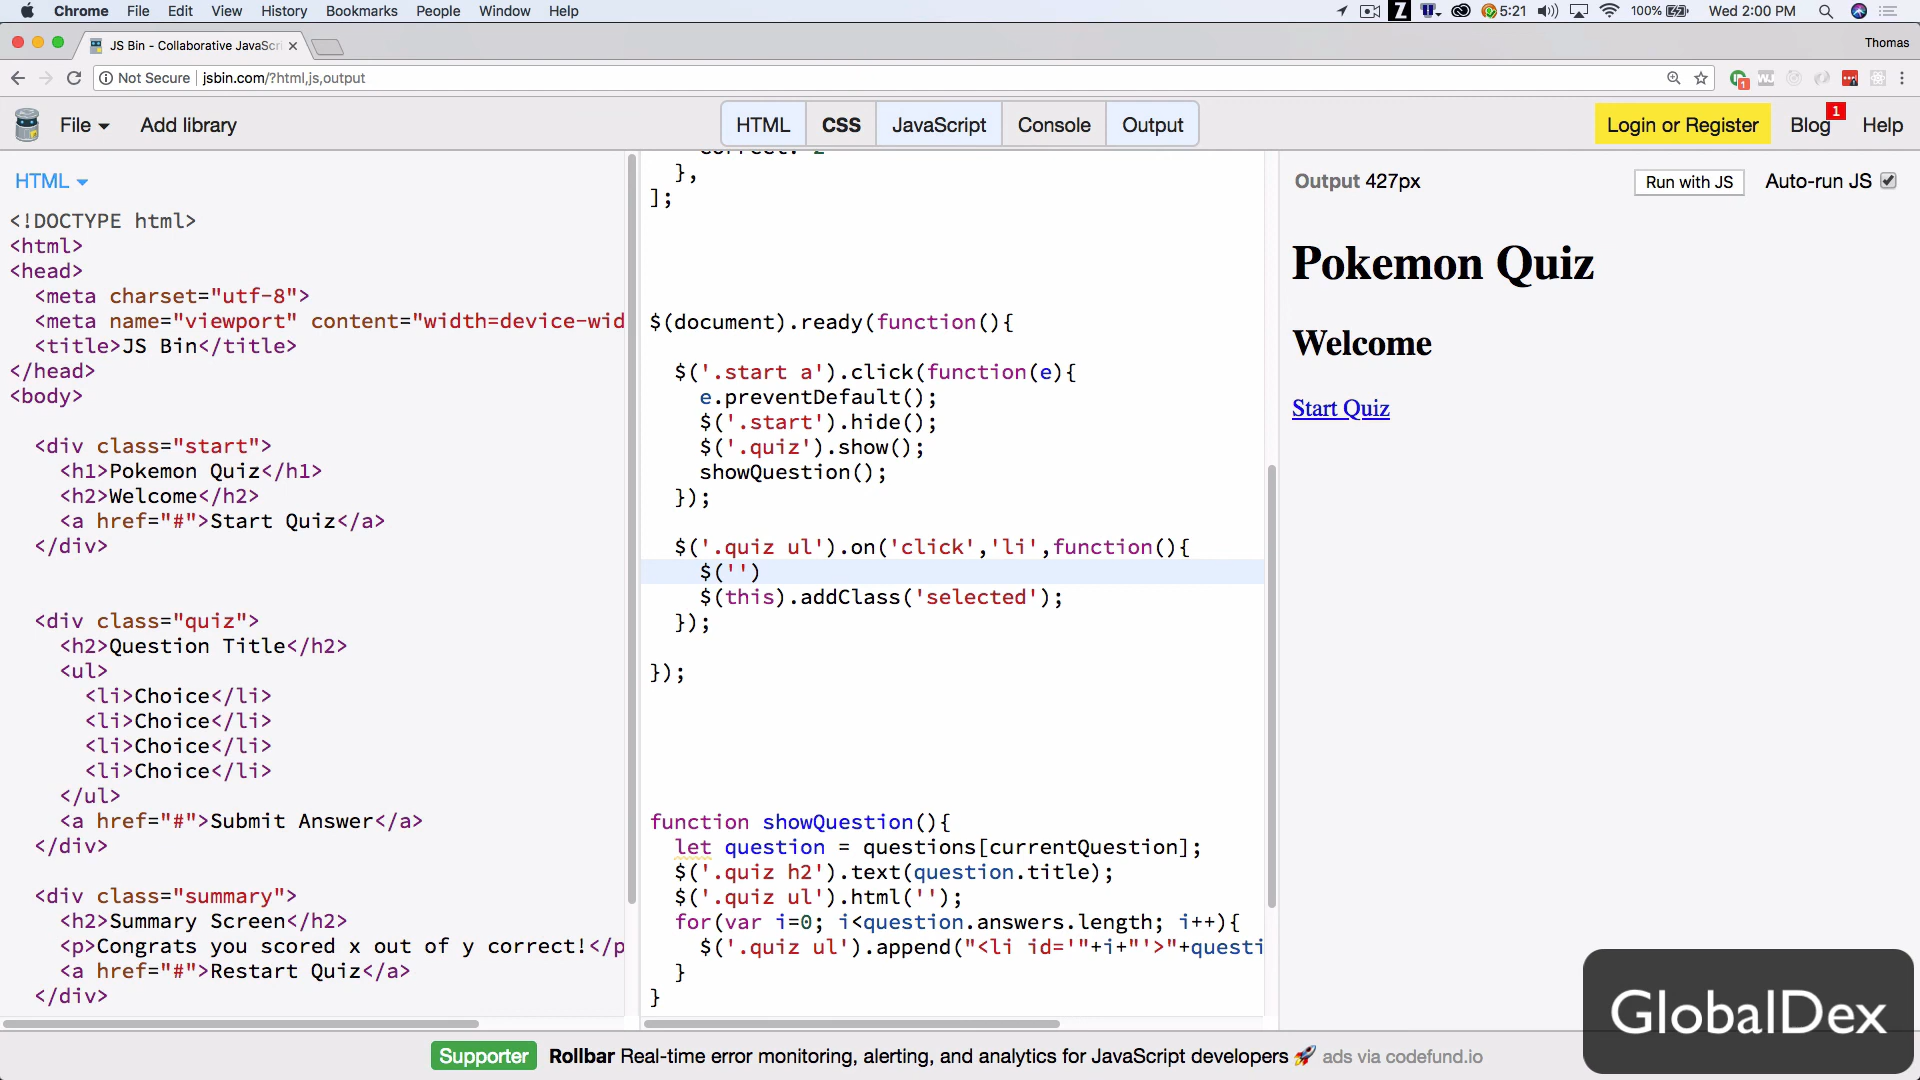 Chrome File Edit View History Bookmarks People Window Help
Z 5:21 100% Wed 2:00 PM
JS Bin - Collaborative JavaScri
Thomas
Not Secure jsbin.com/?html,js,output
File Add library HTML CSS JavaScript Console Output Login or Register Blog 1 Help
HTML
<!DOCTYPE html>
<html>
<head>
<meta charset="utf-8">
<meta name="viewport" content="width=device-wid
<title>JS Bin</title>
</head>
<body>
<div class="start">
<h1>Pokemon Quiz</h1>
<h2>Welcome</h2>
<a href="#">Start Quiz</a>
</div>
<div class="quiz">
<h2>Question Title</h2>
<ul>
<li>Choice</li>
<li>Choice</li>
<li>Choice</li>
<li>Choice</li>
</ul>
<a href="#">Submit Answer</a>
</div>
<div class="summary">
<h2>Summary Screen</h2>
<p>Congrats you scored x out of y correct!</p
<a href="#">Restart Quiz</a>
</div>
},
];
$(document).ready(function(){
$('.start a').click(function(e){
e.preventDefault();
$('.start').hide();
$('.quiz').show();
showQuestion();
});
$('.quiz ul').on('click','li',function(){
$('')
$(this).addClass('selected');
});
});
function showQuestion(){
let question = questions[currentQuestion];
$('.quiz h2').text(question.title);
$('.quiz ul').html('');
for(var i=0; i<question.answers.length; i++){
$('.quiz ul').append("<li id='"+i+"'>"+questi
}
}
Output 427px Run with JS Auto-run JS
Pokemon Quiz
Welcome
Start Quiz
GlobalDex
Supporter Rollbar Real-time error monitoring, alerting, and analytics for JavaScript developers 🚀 ads via codefund.io